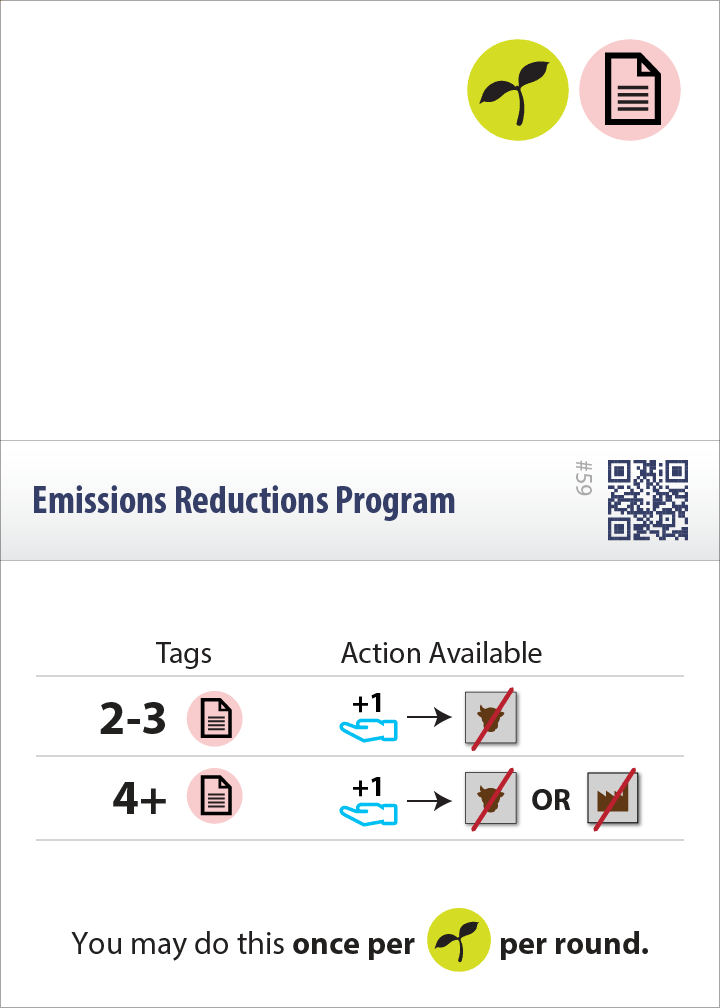 #59
Emissions Reductions Program
Tags Action Available
2-3 +1
4+ +1 OR
You may do this once per per round.